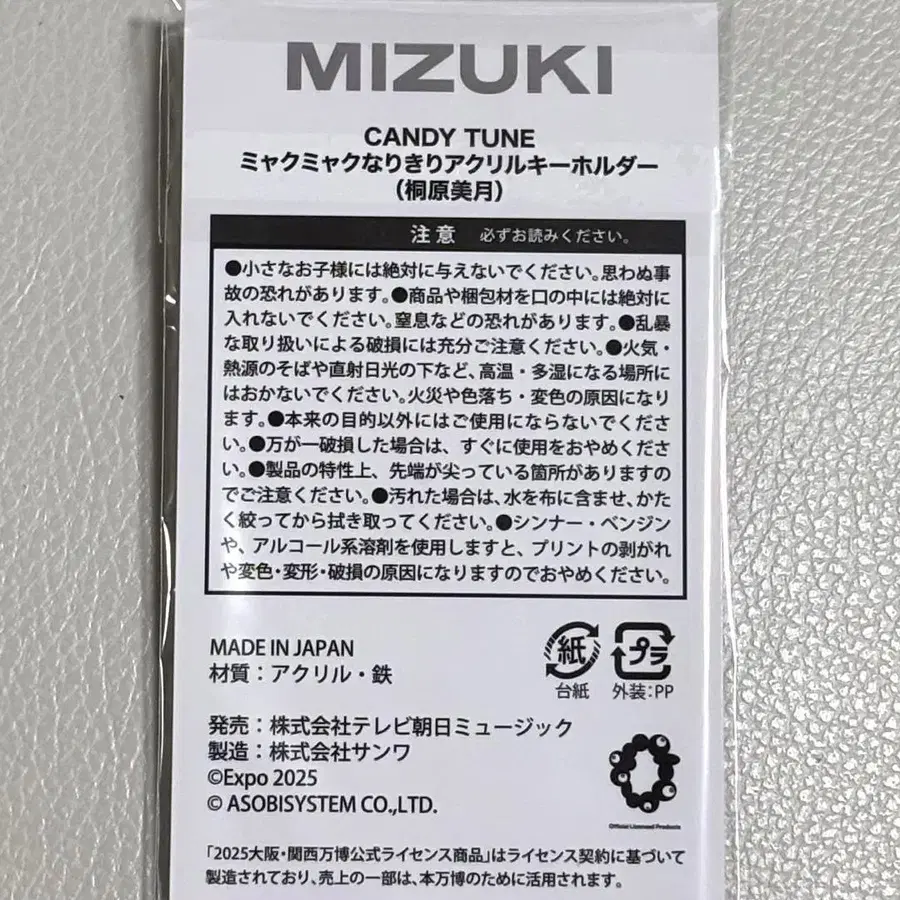 MIZUKI
CANDY TUNE
ミャクミャクなりきりアクリルキーホルダー
（桐原美月）
注意 必ずお読みください。
●小さなお子様には絶対に与えないでください。思わぬ事
故の恐れがあります。●商品や梱包材を口の中には絶対に
入れないでください。窒息などの恐れがあります。●乱暴
な取り扱いによる破損には充分ご注意ください。●火気・
熱源のそばや直射日光の下など、高温・多湿になる場所に
はおかないでください。火災や色落ち・変色の原因になり
ます。●本来の目的以外にはご使用にならないでくださ
い。●万が一破損した場合は、すぐに使用をおやめくださ
い。●製品の特性上、先端が尖っている箇所がありますの
でご注意ください。●汚れた場合は、水を布に含ませ、かた
く絞ってから拭き取ってください。●シンナー・ベンジン
や、アルコール系溶剤を使用しますと、プリントの剥がれ
や変色・変形・破損の原因になりますのでおやめください。
MADE IN JAPAN
材質：アクリル・鉄
紙
台紙
プラ
外装：PP
発売：株式会社テレビ朝日ミュージック
製造：株式会社サンワ
©Expo 2025
© ASOBISYSTEM CO.,LTD.
Official Licensed Products
「2025大阪・関西万博公式ライセンス商品」はライセンス契約に基づいて
製造されており、売上の一部は、本万博のために活用されます。